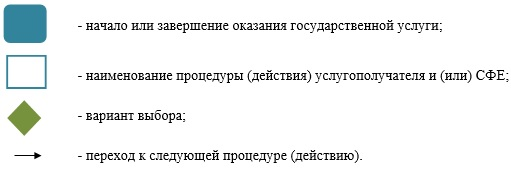 - начало или завершение оказания государственной услуги;
- наименование процедуры (действия) услугополучателя и (или) СФЕ;
- вариант выбора;
- переход к следующей процедуре (действию).